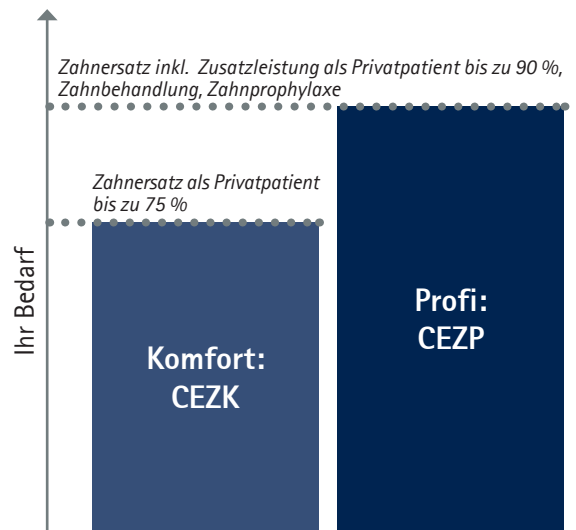 Zahnersatz inkl. Zusatzleistung als Privatpatient bis zu 90 %,
Zahnbehandlung, Zahnprophylaxe
Zahnersatz als Privatpatient
bis zu 75 %
Ihr Bedarf
Komfort:
CEZK
Profi:
CEZP